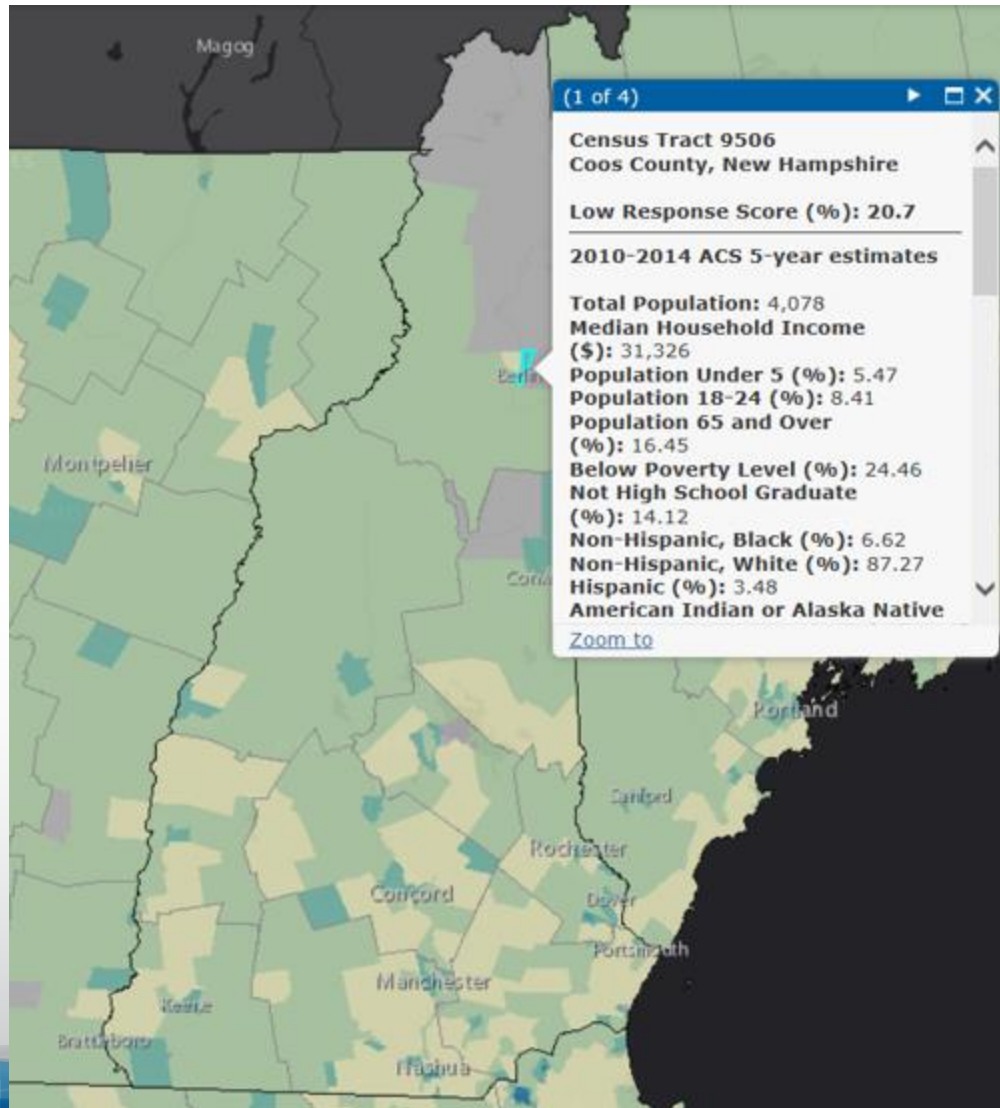 Magog
(1 of 4)
Census Tract 9506
Coos County, New Hampshire
Low Response Score (%): 20.7
2010-2014 ACS 5-year estimates
Total Population: 4,078
Median Household Income
($): 31,326
Population Under 5 (%): 5.47
Population 18-24 (%): 8.41
Population 65 and Over
(%): 16.45
Below Poverty Level (%): 24.46
Not High School Graduate
(%): 14.12
Non-Hispanic, Black (%): 6.62
Non-Hispanic, White (%): 87.27
Hispanic (%): 3.48
American Indian or Alaska Native
Zoom to
Montpelier
Portland
Sanford
Rochester
Concord
Dover
Portsmouth
Manchester
Keene
Brattleboro
Nashua